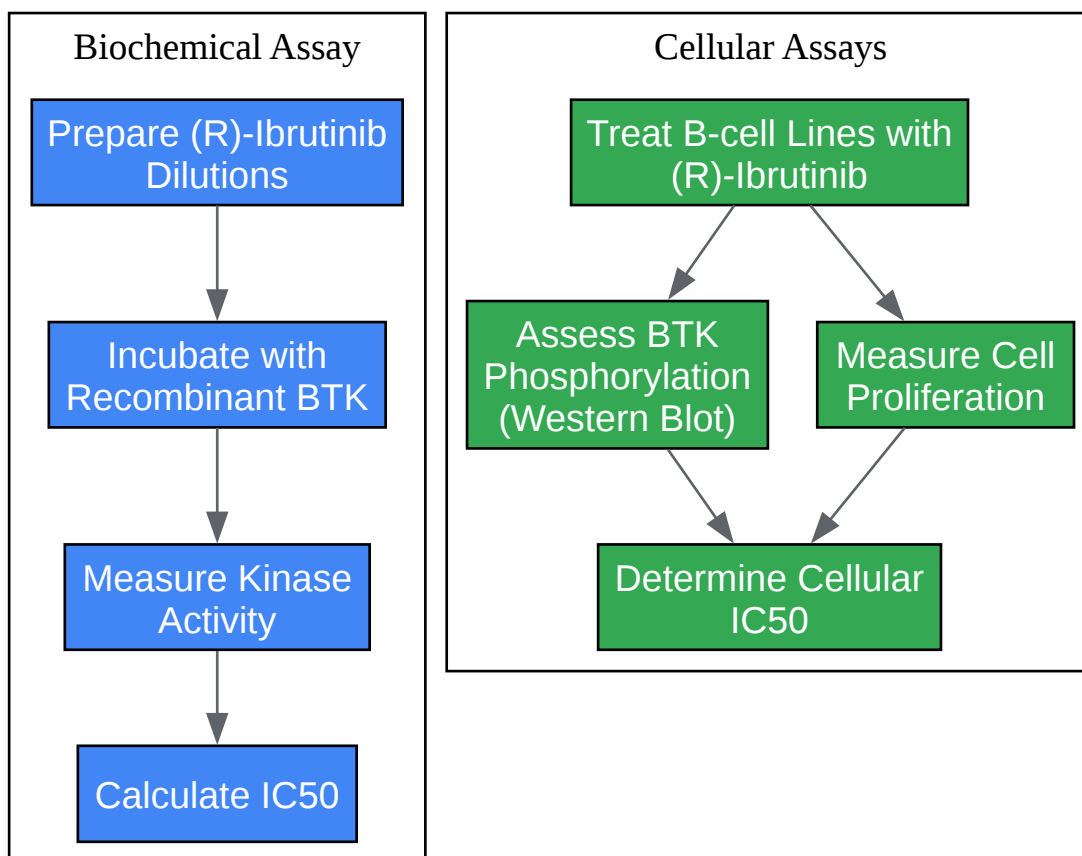 Biochemical Assay
Prepare (R)-Ibrutinib
Dilutions
Incubate with
Recombinant BTK
Measure Kinase
Activity
Calculate IC50
Cellular Assays
Treat B-cell Lines with
(R)-Ibrutinib
Assess BTK
Phosphorylation
(Western Blot)
Measure Cell
Proliferation
Determine Cellular
IC50